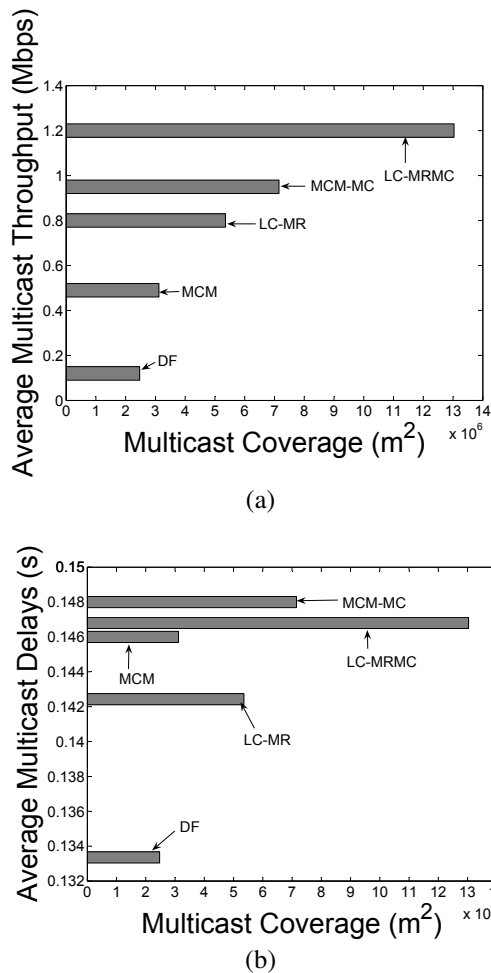 Average Multicast Throughput (Mbps)
1.4
1.2
1
0.8
0.6
0.4
0.2
0
LC-MRMC
MCM-MC
LC-MR
MCM
DF
0 1 2 3 4 5 6 7 8 9 10 11 12 13 14
Multicast Coverage (m²) x 10⁶
(a)
Average Multicast Delays (s)
0.15
0.148
0.146
0.144
0.142
0.14
0.138
0.136
0.134
0.132
MCM-MC
LC-MRMC
MCM
LC-MR
DF
0 1 2 3 4 5 6 7 8 9 10 11 12 13
Multicast Coverage (m²) x 10
(b)